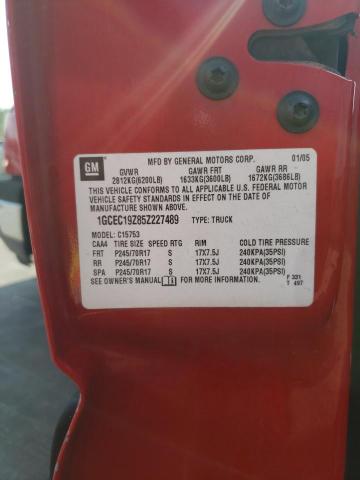 GM
MFD BY GENERAL MOTORS CORP. 01/05
GVWR GAWR FRT GAWR RR
2812KG(6200LB) 1633KG(3600LB) 1672KG(3686LB)
THIS VEHICLE CONFORMS TO ALL APPLICABLE U.S. FEDERAL MOTOR
VEHICLE SAFETY STANDARDS IN EFFECT ON THE DATE OF
MANUFACTURE SHOWN ABOVE.
1GCEC19Z85Z227489 TYPE: TRUCK
MODEL: C15753
CAA4 TIRE SIZE SPEED RTG RIM COLD TIRE PRESSURE
FRT P245/70R17 S 17X7.5J 240KPA(35PSI)
RR P245/70R17 S 17X7.5J 240KPA(35PSI)
SPA P245/70R17 S 17X7.5J 240KPA(35PSI)
SEE OWNER'S MANUAL FOR MORE INFORMATION. F 331
T 497